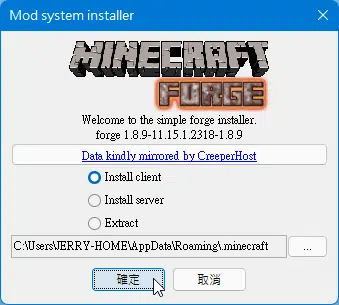 Mod system installer
MINECRAFT
FORGE
Welcome to the simple forge installer.
forge 1.8.9-11.15.1.2318-1.8.9
Data kindly mirrored by CreeperHost
Install client
Install server
Extract
C:\Users\JERRY-HOME\AppData\Roaming\.minecraft
...
確定
取消